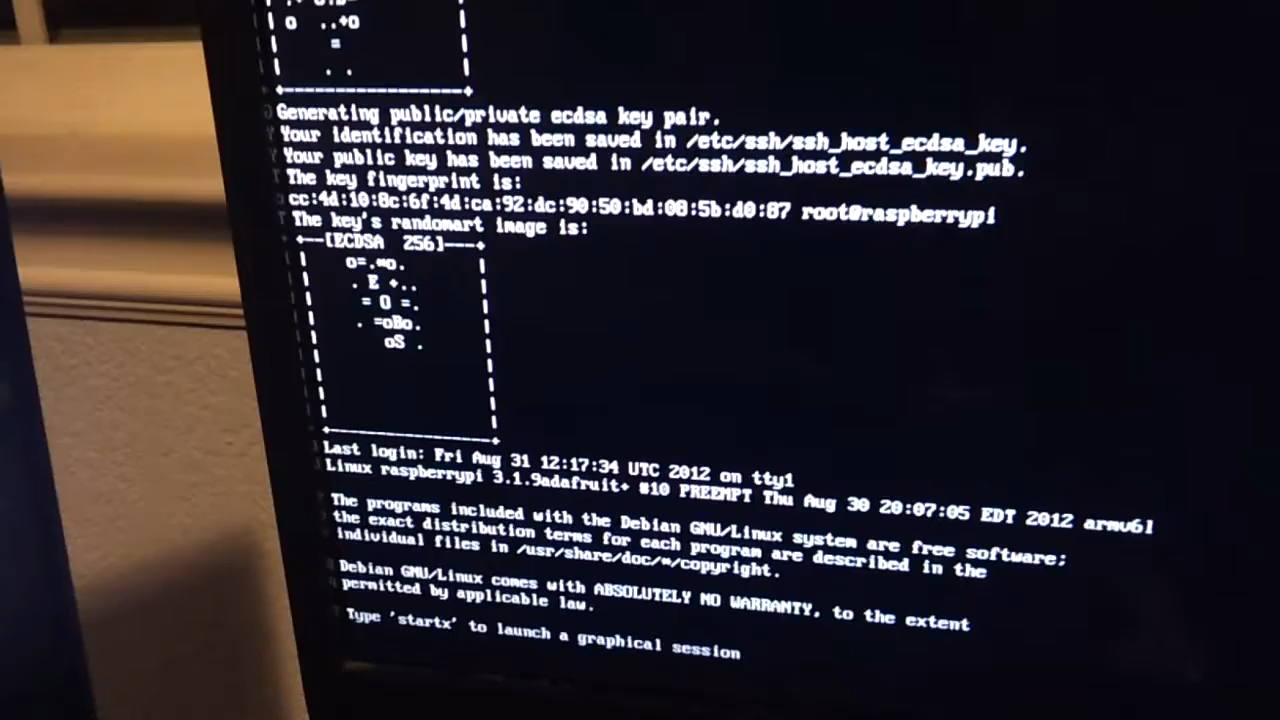 o ..+o
=
. .
+-----------------+
Generating public/private ecdsa key pair.
Your identification has been saved in /etc/ssh/ssh_host_ecdsa_key.
Your public key has been saved in /etc/ssh/ssh_host_ecdsa_key.pub.
The key fingerprint is:
cc:4d:10:8c:6f:4d:ca:92:dc:90:50:bd:08:5b:d0:87 root@raspberrypi
The key's randomart image is:
+--[ECDSA  256]---+
|    o=.*o.       |
|    . E +..      |
|     = O =.      |
|    . =oBo.      |
|       oS .      |
|                 |
|                 |
|                 |
|                 |
+-----------------+
Last login: Fri Aug 31 12:17:34 UTC 2012 on tty1
Linux raspberrypi 3.1.9adafruit+ #10 PREEMPT Thu Aug 30 20:07:05 EDT 2012 armv6l
The programs included with the Debian GNU/Linux system are free software;
the exact distribution terms for each program are described in the
individual files in /usr/share/doc/*/copyright.
Debian GNU/Linux comes with ABSOLUTELY NO WARRANTY, to the extent
permitted by applicable law.
Type 'startx' to launch a graphical session